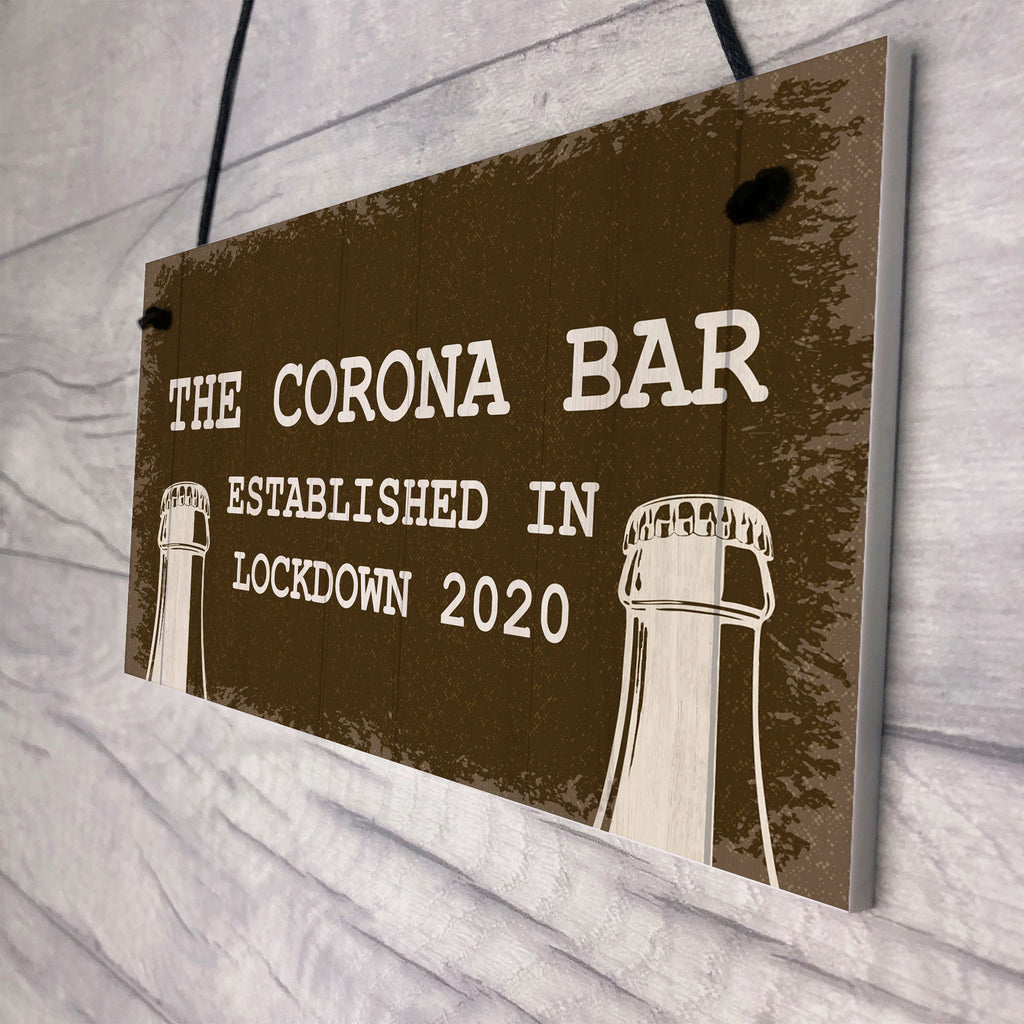 THE CORONA BAR
ESTABLISHED IN
LOCKDOWN 2020